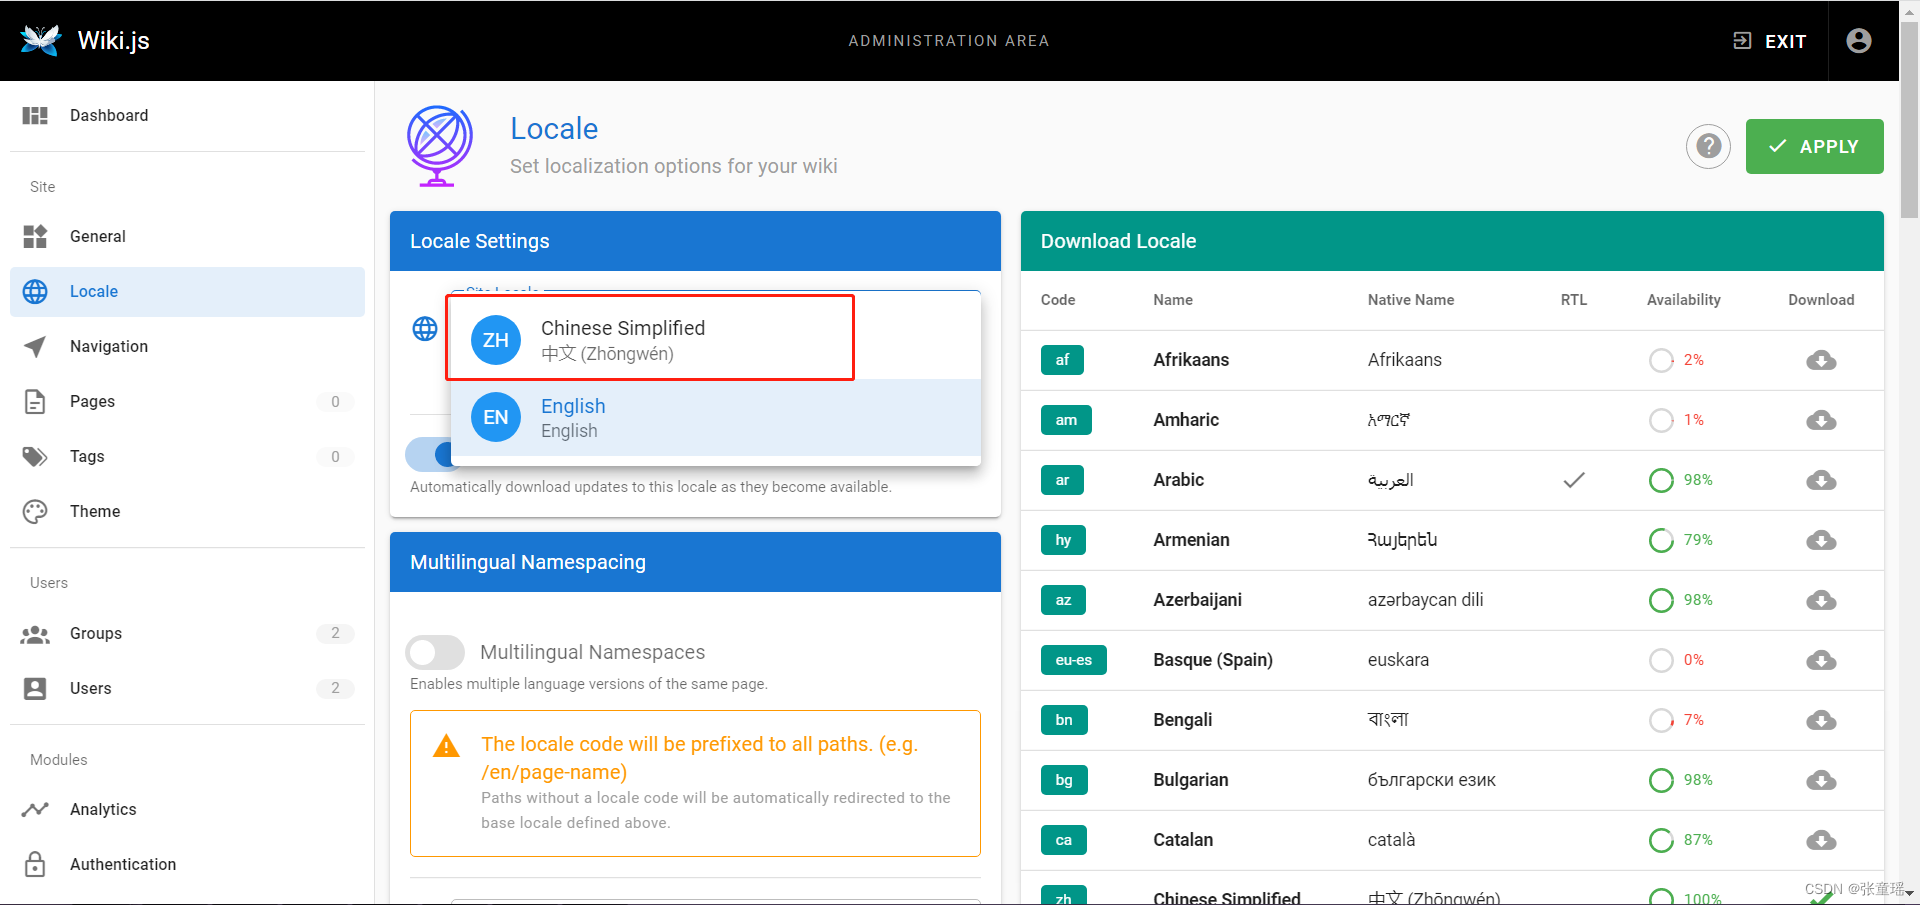 Wiki.js
ADMINISTRATION AREA
EXIT
Dashboard
Site
General
Locale
Navigation
Pages 0
Tags 0
Theme
Users
Groups 2
Users 2
Modules
Analytics
Authentication
Locale
Set localization options for your wiki
APPLY
Locale Settings
Site Locale
ZH
Chinese Simplified
中文 (Zhōngwén)
EN
English
English
Automatically download updates to this locale as they become available.
Multilingual Namespacing
Multilingual Namespaces
Enables multiple language versions of the same page.
The locale code will be prefixed to all paths. (e.g.
/en/page-name)
Paths without a locale code will be automatically redirected to the
base locale defined above.
Download Locale
Code Name Native Name RTL Availability Download
af Afrikaans Afrikaans 2%
am Amharic አማርኛ 1%
ar Arabic العربية 98%
hy Armenian Հայերեն 79%
az Azerbaijani azərbaycan dili 98%
eu-es Basque (Spain) euskara 0%
bn Bengali বাংলা 7%
bg Bulgarian български език 98%
ca Catalan català 87%
zh Chinese Simplified 中文 (Zhōngwén) 100%
CSDN @张童瑶